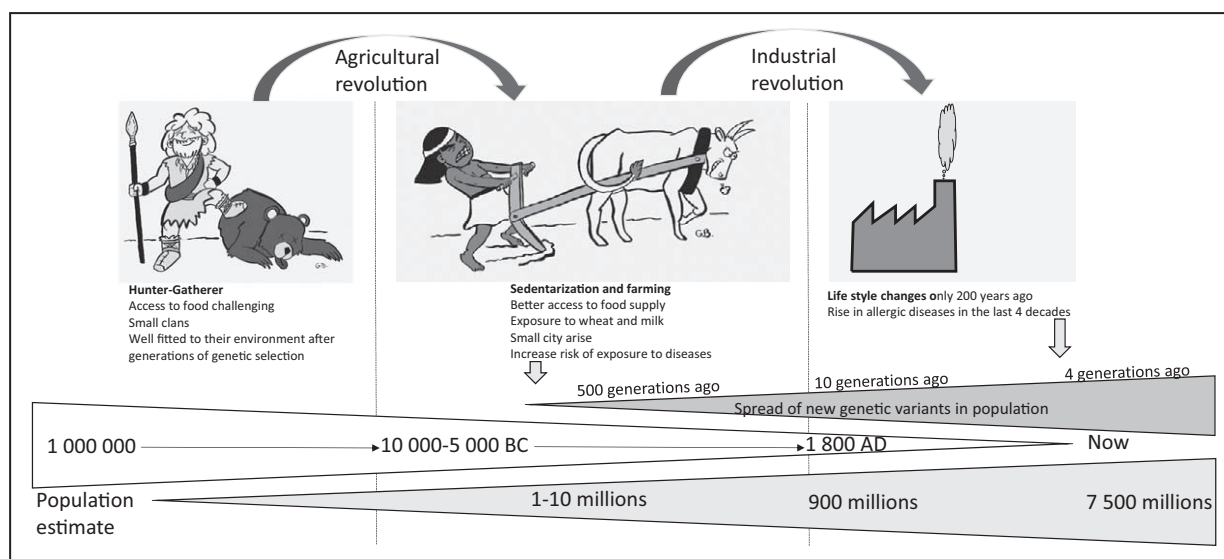 Agricultural
revolution
Industrial
revolution
G.B.
G.B.
Hunter-Gatherer
Access to food challenging
Small clans
Well fitted to their environment after
generations of genetic selection
Sedentarization and farming
Better access to food supply
Exposure to wheat and milk
Small city arise
Increase risk of exposure to diseases
Life style changes only 200 years ago
Rise in allergic diseases in the last 4 decades
500 generations ago
10 generations ago
4 generations ago
Spread of new genetic variants in population
1 000 000
10 000-5 000 BC
1 800 AD
Now
Population
estimate
1-10 millions
900 millions
7 500 millions